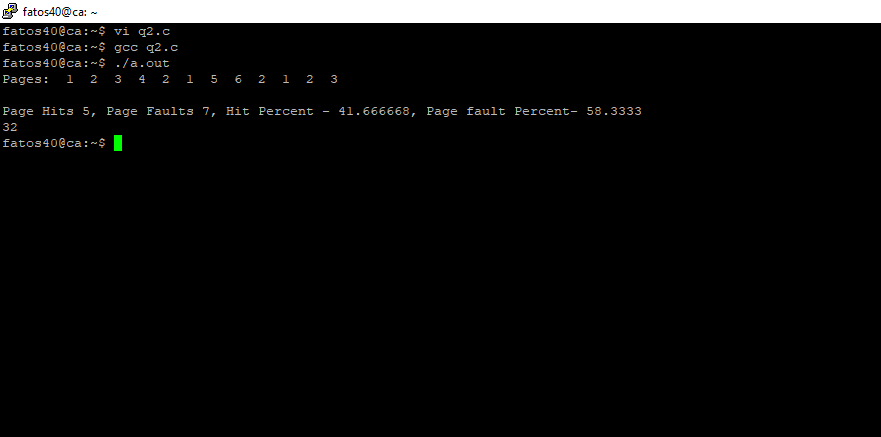 fatos40@ca: ~
fatos40@ca:~$ vi q2.c
fatos40@ca:~$ gcc q2.c
fatos40@ca:~$ ./a.out
Pages:  1  2  3  4  2  1  5  6  2  1  2  3
Page Hits 5, Page Faults 7, Hit Percent - 41.666668, Page fault Percent- 58.3333
32
fatos40@ca:~$